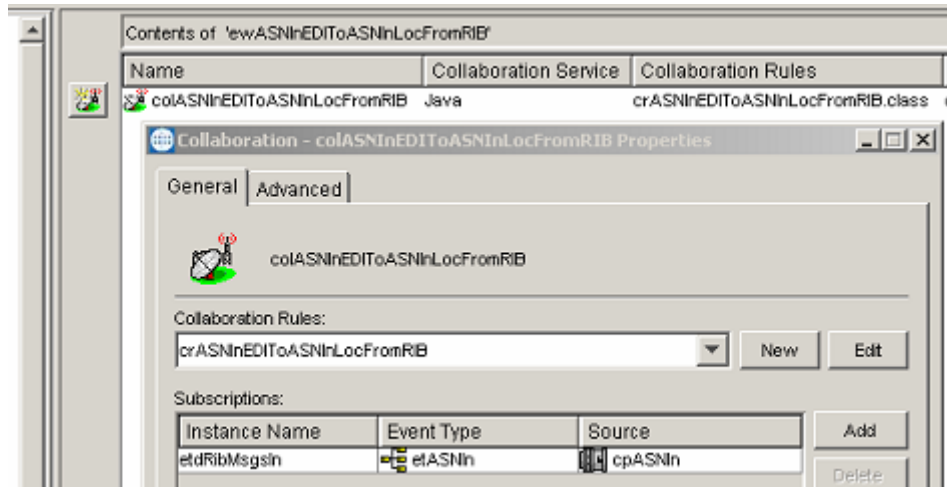 Contents of 'ewASNInEDIToASNInLocFromRIB'
Name Collaboration Service Collaboration Rules
colASNInEDIToASNInLocFromRIB Java crASNInEDIToASNInLocFromRIB.class
Collaboration - colASNInEDIToASNInLocFromRIB Properties
General Advanced
colASNInEDIToASNInLocFromRIB
Collaboration Rules:
crASNInEDIToASNInLocFromRIB New Edit
Subscriptions:
Instance Name Event Type Source Add
etdRibMsgsIn etASNIn cpASNIn
Delete